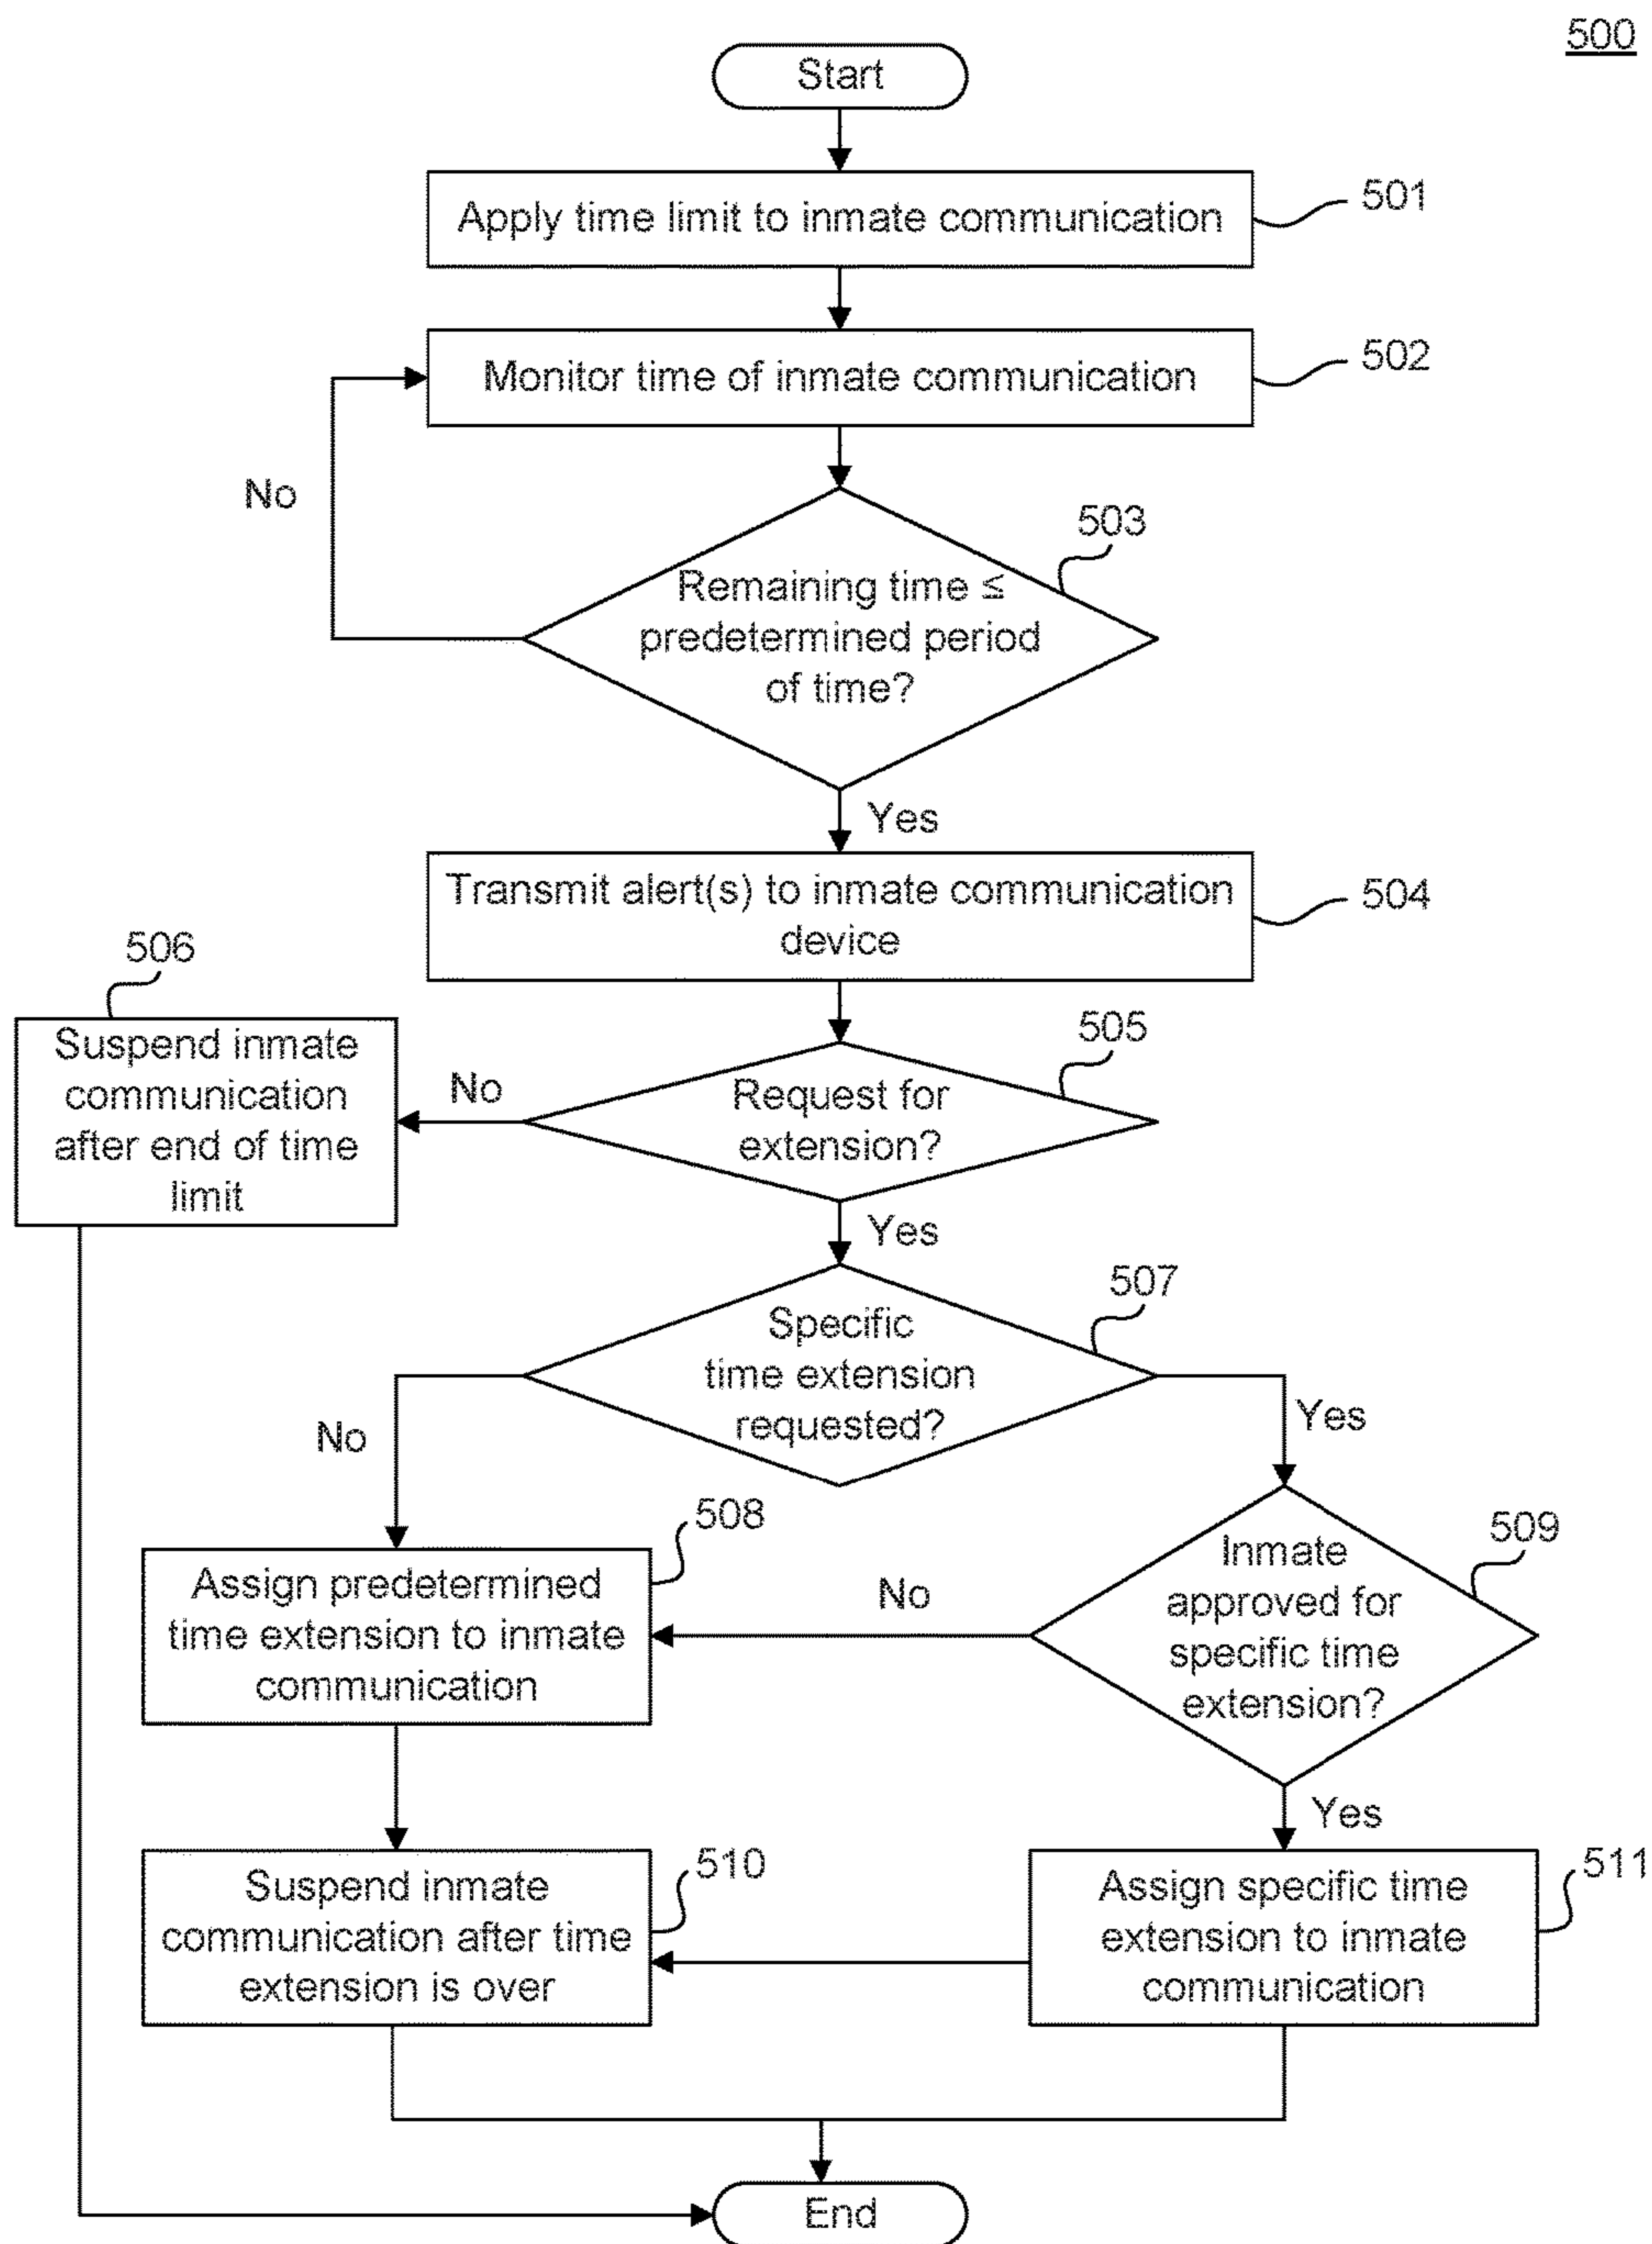 500
Start
Apply time limit to inmate communication
501
Monitor time of inmate communication
502
No
503
Remaining time ≤
predetermined period
of time?
Yes
Transmit alert(s) to inmate communication
device
504
506
Suspend inmate
communication
after end of time
limit
No
505
Request for
extension?
Yes
507
Specific
time extension
requested?
No
Yes
508
Assign predetermined
time extension to inmate
communication
No
509
Inmate
approved for
specific time
extension?
Yes
510
Suspend inmate
communication after time
extension is over
511
Assign specific time
extension to inmate
communication
End